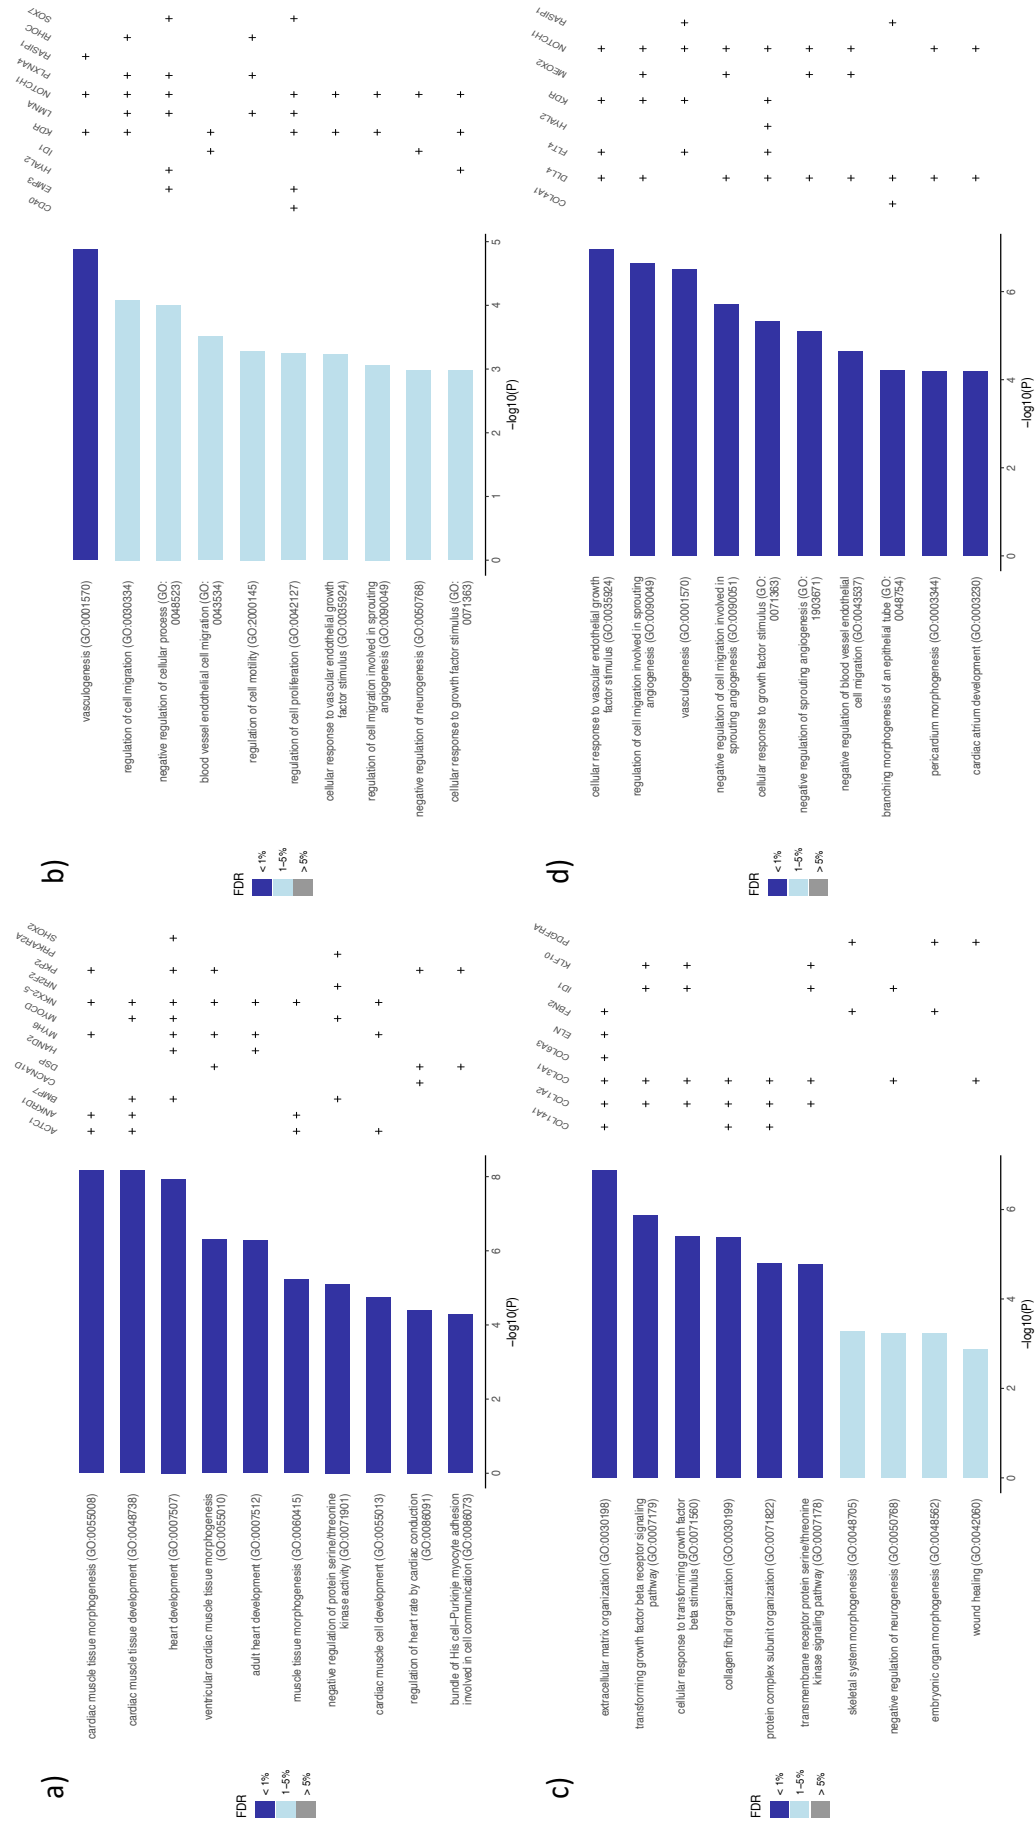 a)
FDR
< 1%
1–5%
> 5%
ACTC1
ANKRD1
BMP7
CACNA1D
DSP
HAND2
MYH6
MYOCD
NKX2–5
NR2F2
PKP2
PRKAR2A
SHOX2
cardiac muscle tissue morphogenesis (GO:0055008)
cardiac muscle tissue development (GO:0048738)
heart development (GO:0007507)
ventricular cardiac muscle tissue morphogenesis
(GO:0055010)
adult heart development (GO:0007512)
muscle tissue morphogenesis (GO:0060415)
negative regulation of protein serine/threonine
kinase activity (GO:0071901)
cardiac muscle cell development (GO:0055013)
regulation of heart rate by cardiac conduction
(GO:0086091)
bundle of His cell–Purkinje myocyte adhesion
involved in cell communication (GO:0086073)
0 2 4 6 8
−log10(P)
b)
FDR
< 1%
1–5%
> 5%
CD40
EMP3
HYAL2
ID1
KDR
LMNA
NOTCH1
PLXNA4
RASIP1
RHOC
SOX7
vasculogenesis (GO:0001570)
regulation of cell migration (GO:0030334)
negative regulation of cellular process (GO:
0048523)
blood vessel endothelial cell migration (GO:
0043534)
regulation of cell motility (GO:2000145)
regulation of cell proliferation (GO:0042127)
cellular response to vascular endothelial growth
factor stimulus (GO:0035924)
regulation of cell migration involved in sprouting
angiogenesis (GO:0090049)
negative regulation of neurogenesis (GO:0050768)
cellular response to growth factor stimulus (GO:
0071363)
0 1 2 3 4 5
−log10(P)
c)
FDR
< 1%
1–5%
> 5%
COL14A1
COL1A2
COL3A1
COL6A3
ELN
FBN2
ID1
KLF10
PDGFRA
extracellular matrix organization (GO:0030198)
transforming growth factor beta receptor signaling
pathway (GO:0007179)
cellular response to transforming growth factor
beta stimulus (GO:0071560)
collagen fibril organization (GO:0030199)
protein complex subunit organization (GO:0071822)
transmembrane receptor protein serine/threonine
kinase signaling pathway (GO:0007178)
skeletal system morphogenesis (GO:0048705)
negative regulation of neurogenesis (GO:0050768)
embryonic organ morphogenesis (GO:0048562)
wound healing (GO:0042060)
0 2 4 6
−log10(P)
d)
FDR
< 1%
1–5%
> 5%
COL4A1
DLL4
FLT4
HYAL2
KDR
MEOX2
NOTCH1
RASIP1
cellular response to vascular endothelial growth
factor stimulus (GO:0035924)
regulation of cell migration involved in sprouting
angiogenesis (GO:0090049)
vasculogenesis (GO:0001570)
negative regulation of cell migration involved in
sprouting angiogenesis (GO:0090051)
cellular response to growth factor stimulus (GO:
0071363)
negative regulation of sprouting angiogenesis (GO:
1903671)
negative regulation of blood vessel endothelial
cell migration (GO:0043537)
branching morphogenesis of an epithelial tube (GO:
0048754)
pericardium morphogenesis (GO:0003344)
cardiac atrium development (GO:0003230)
0 2 4 6
−log10(P)